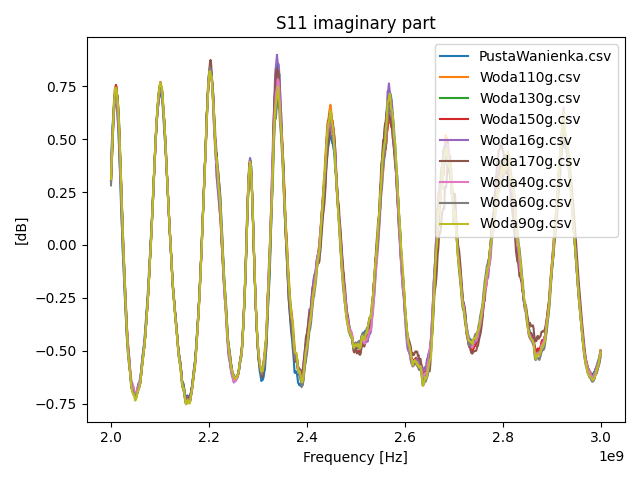 S11 imaginary part
PustaWanienka.csv
Woda110g.csv
Woda130g.csv
Woda150g.csv
Woda16g.csv
Woda170g.csv
Woda40g.csv
Woda60g.csv
Woda90g.csv
[dB]
0.75
0.50
0.25
0.00
−0.25
−0.50
−0.75
2.0 2.2 2.4 2.6 2.8 3.0
1e9
Frequency [Hz]